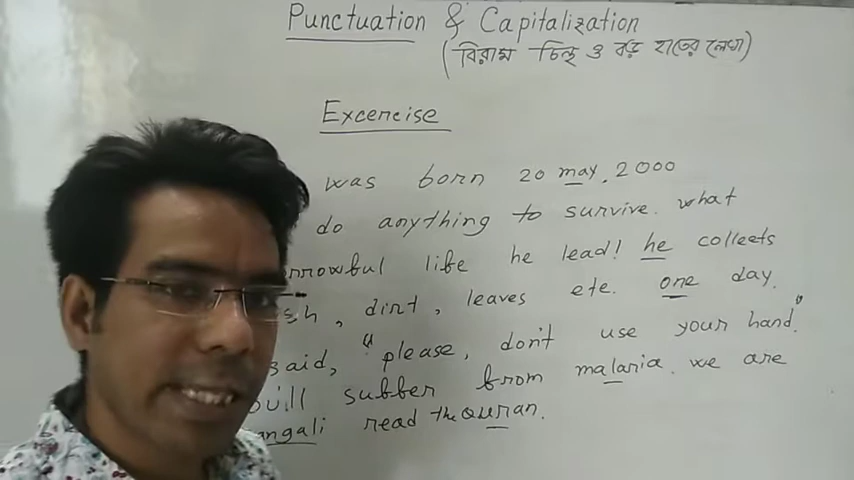 Punctuation & Capitalization
(বিরাম চিহ্ন ও বড় হাতের লেখা)
Excercise
was born 20 may, 2000
do anything to survive. what
life he lead! he collects
, dirt, leaves etc. one day,
said, "please, don't use your hand."
suffer from malaria. we are
read the quran.